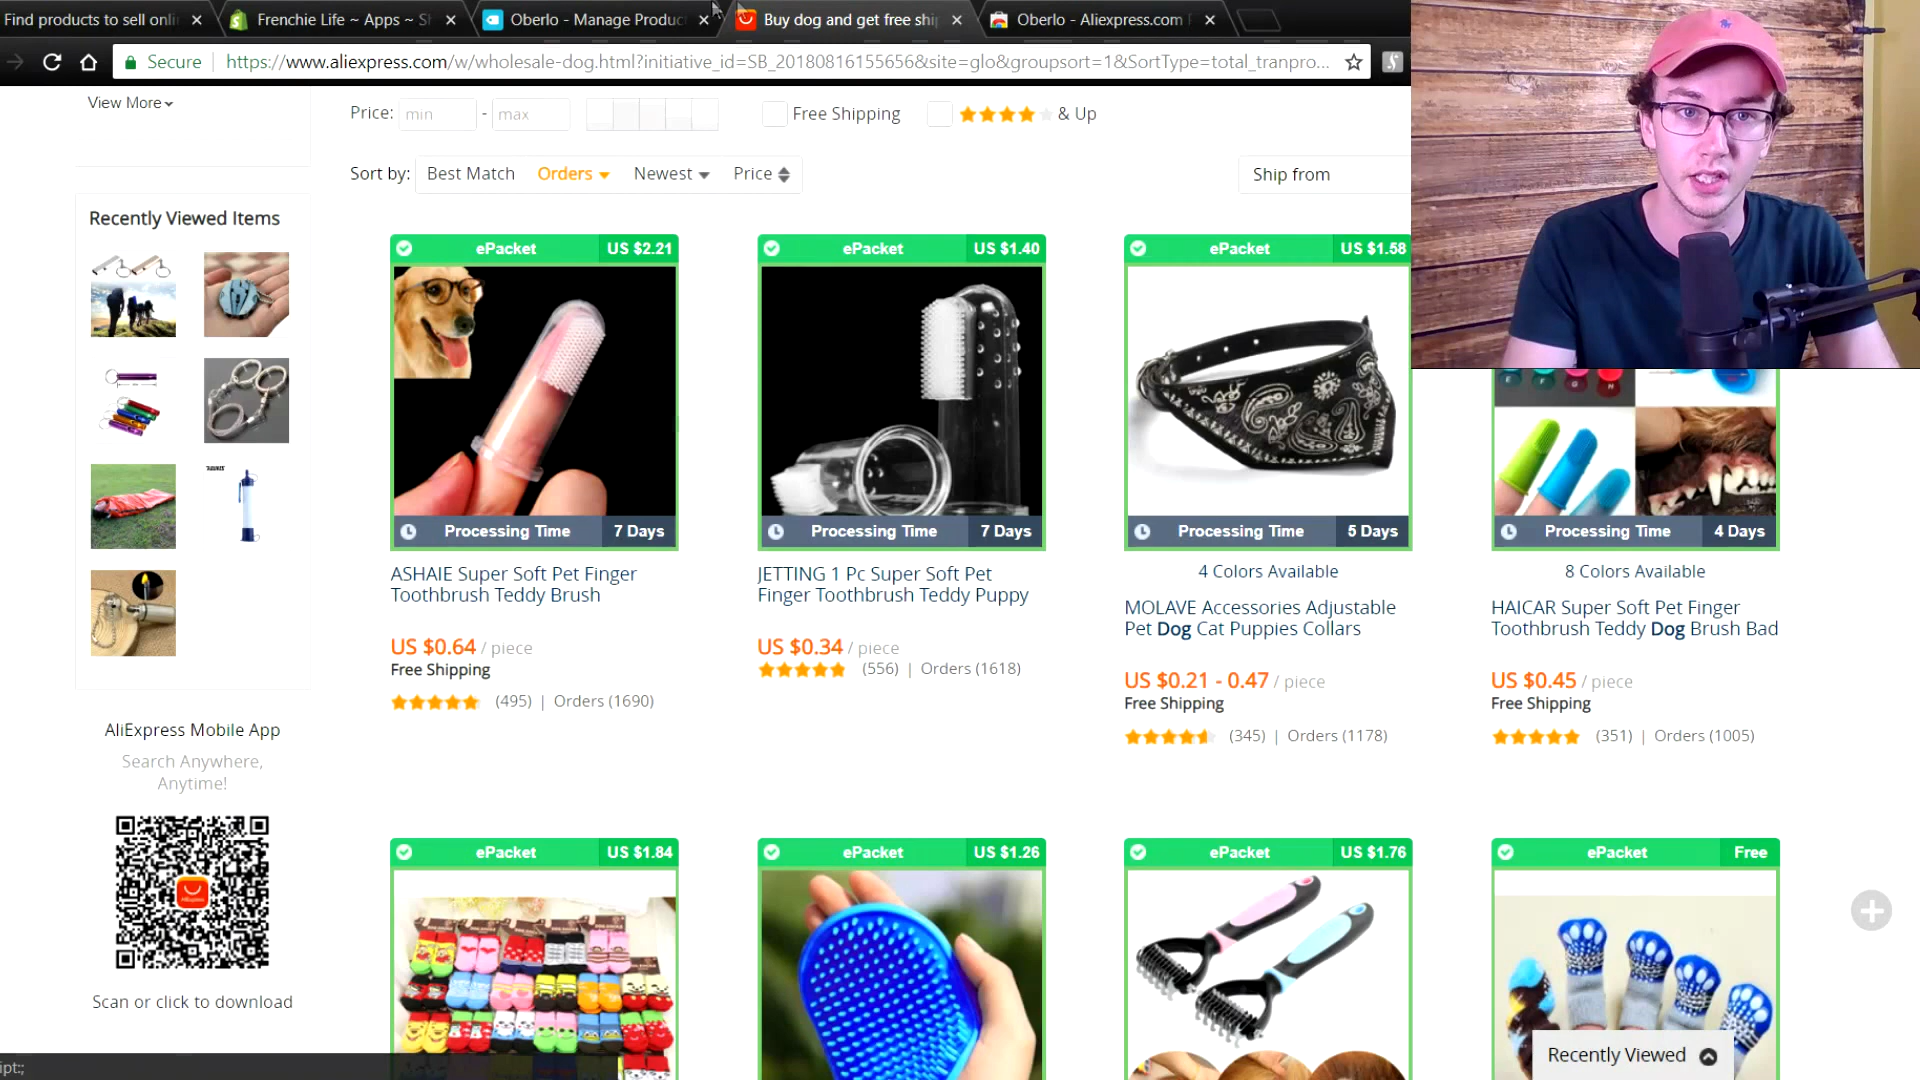 Find products to sell onli
Frenchie Life ~ Apps ~ S
Oberlo - Manage Produc
Buy dog and get free ship
Oberlo - Aliexpress.com
Secure
https://www.aliexpress.com/w/wholesale-dog.html?initiative_id=SB_20180816155656&site=glo&groupsort=1&SortType=total_tranpro...
View More
Price: min - max
Free Shipping
& Up
Sort by: Best Match Orders Newest Price
Ship from
Recently Viewed Items
ePacket US $2.21
ePacket US $1.40
ePacket US $1.58
E F G H
Processing Time 7 Days
Processing Time 7 Days
Processing Time 5 Days
Processing Time 4 Days
ASHAIE Super Soft Pet Finger
Toothbrush Teddy Brush
US $0.64 / piece
Free Shipping
(495) | Orders (1690)
JETTING 1 Pc Super Soft Pet
Finger Toothbrush Teddy Puppy
US $0.34 / piece
(556) | Orders (1618)
4 Colors Available
MOLAVE Accessories Adjustable
Pet Dog Cat Puppies Collars
US $0.21 - 0.47 / piece
Free Shipping
(345) | Orders (1178)
8 Colors Available
HAICAR Super Soft Pet Finger
Toothbrush Teddy Dog Brush Bad
US $0.45 / piece
Free Shipping
(351) | Orders (1005)
AliExpress Mobile App
Search Anywhere,
Anytime!
Scan or click to download
ePacket US $1.84
ePacket US $1.26
ePacket US $1.76
ePacket Free
Recently Viewed
ipt:;